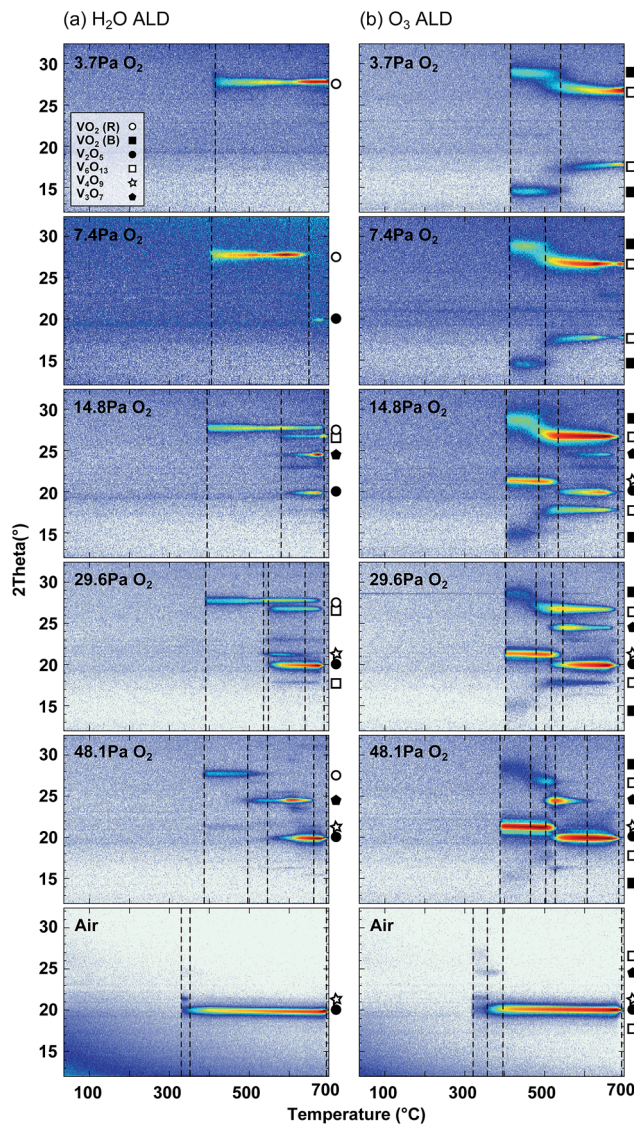 (a) H₂O ALD
(b) O₃ ALD
3.7Pa O₂
3.7Pa O₂
30
25
20
15
VO₂ (R)
VO₂ (B)
V₂O₅
V₆O₁₃
V₄O₉
V₃O₇
7.4Pa O₂
7.4Pa O₂
30
25
20
15
14.8Pa O₂
14.8Pa O₂
30
25
20
15
2Theta(°)
29.6Pa O₂
29.6Pa O₂
30
25
20
15
48.1Pa O₂
48.1Pa O₂
30
25
20
15
Air
Air
30
25
20
15
100 300 500 700
100 300 500 700
Temperature (°C)